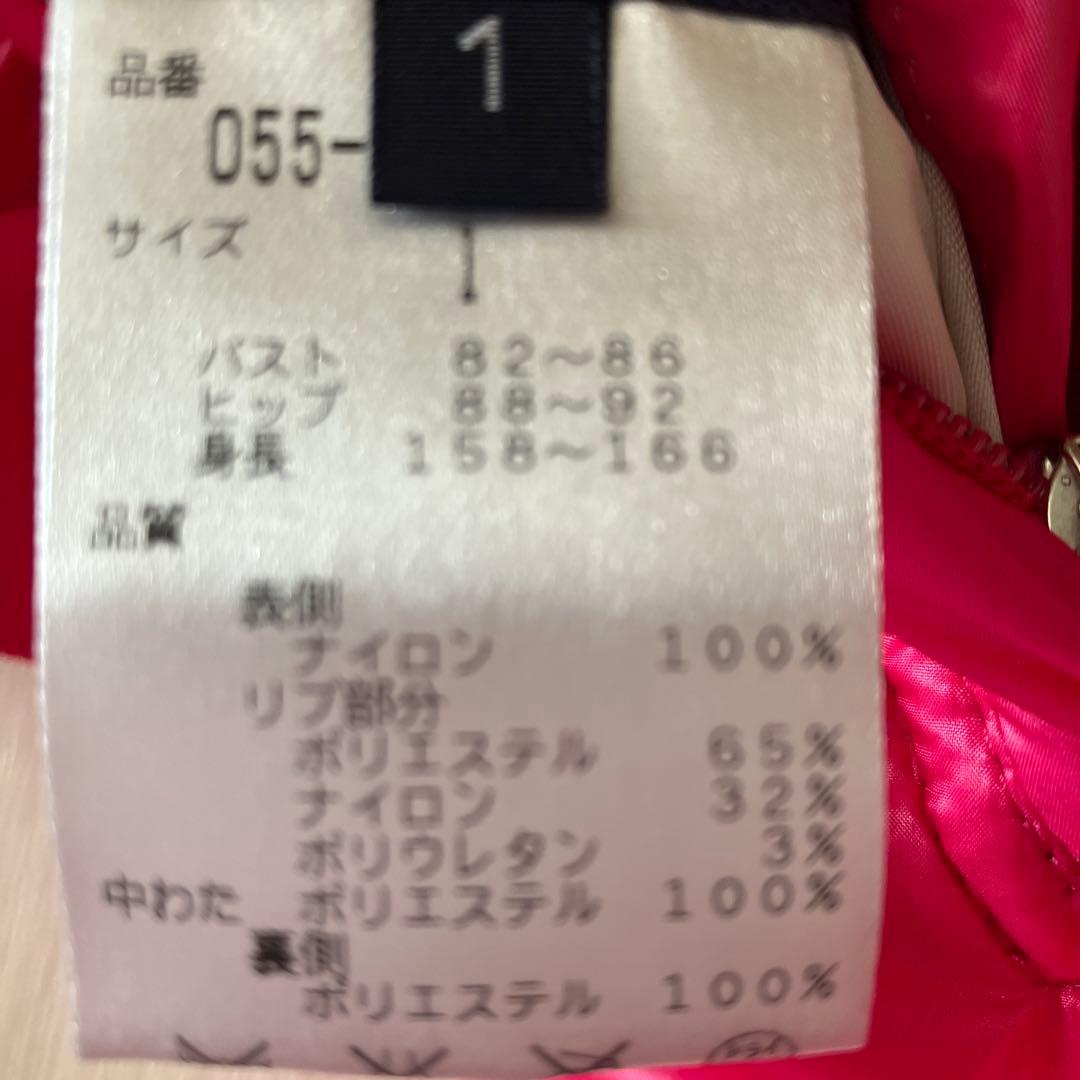 1
品番
055-
サイズ
1
バスト 82~86
ヒップ 88~92
身長 158~166
品質
表側
ナイロン 100%
リブ部分
ポリエステル 65%
ナイロン 32%
ポリウレタン 3%
中わた ポリエステル 100%
裏側
ポリエステル 100%